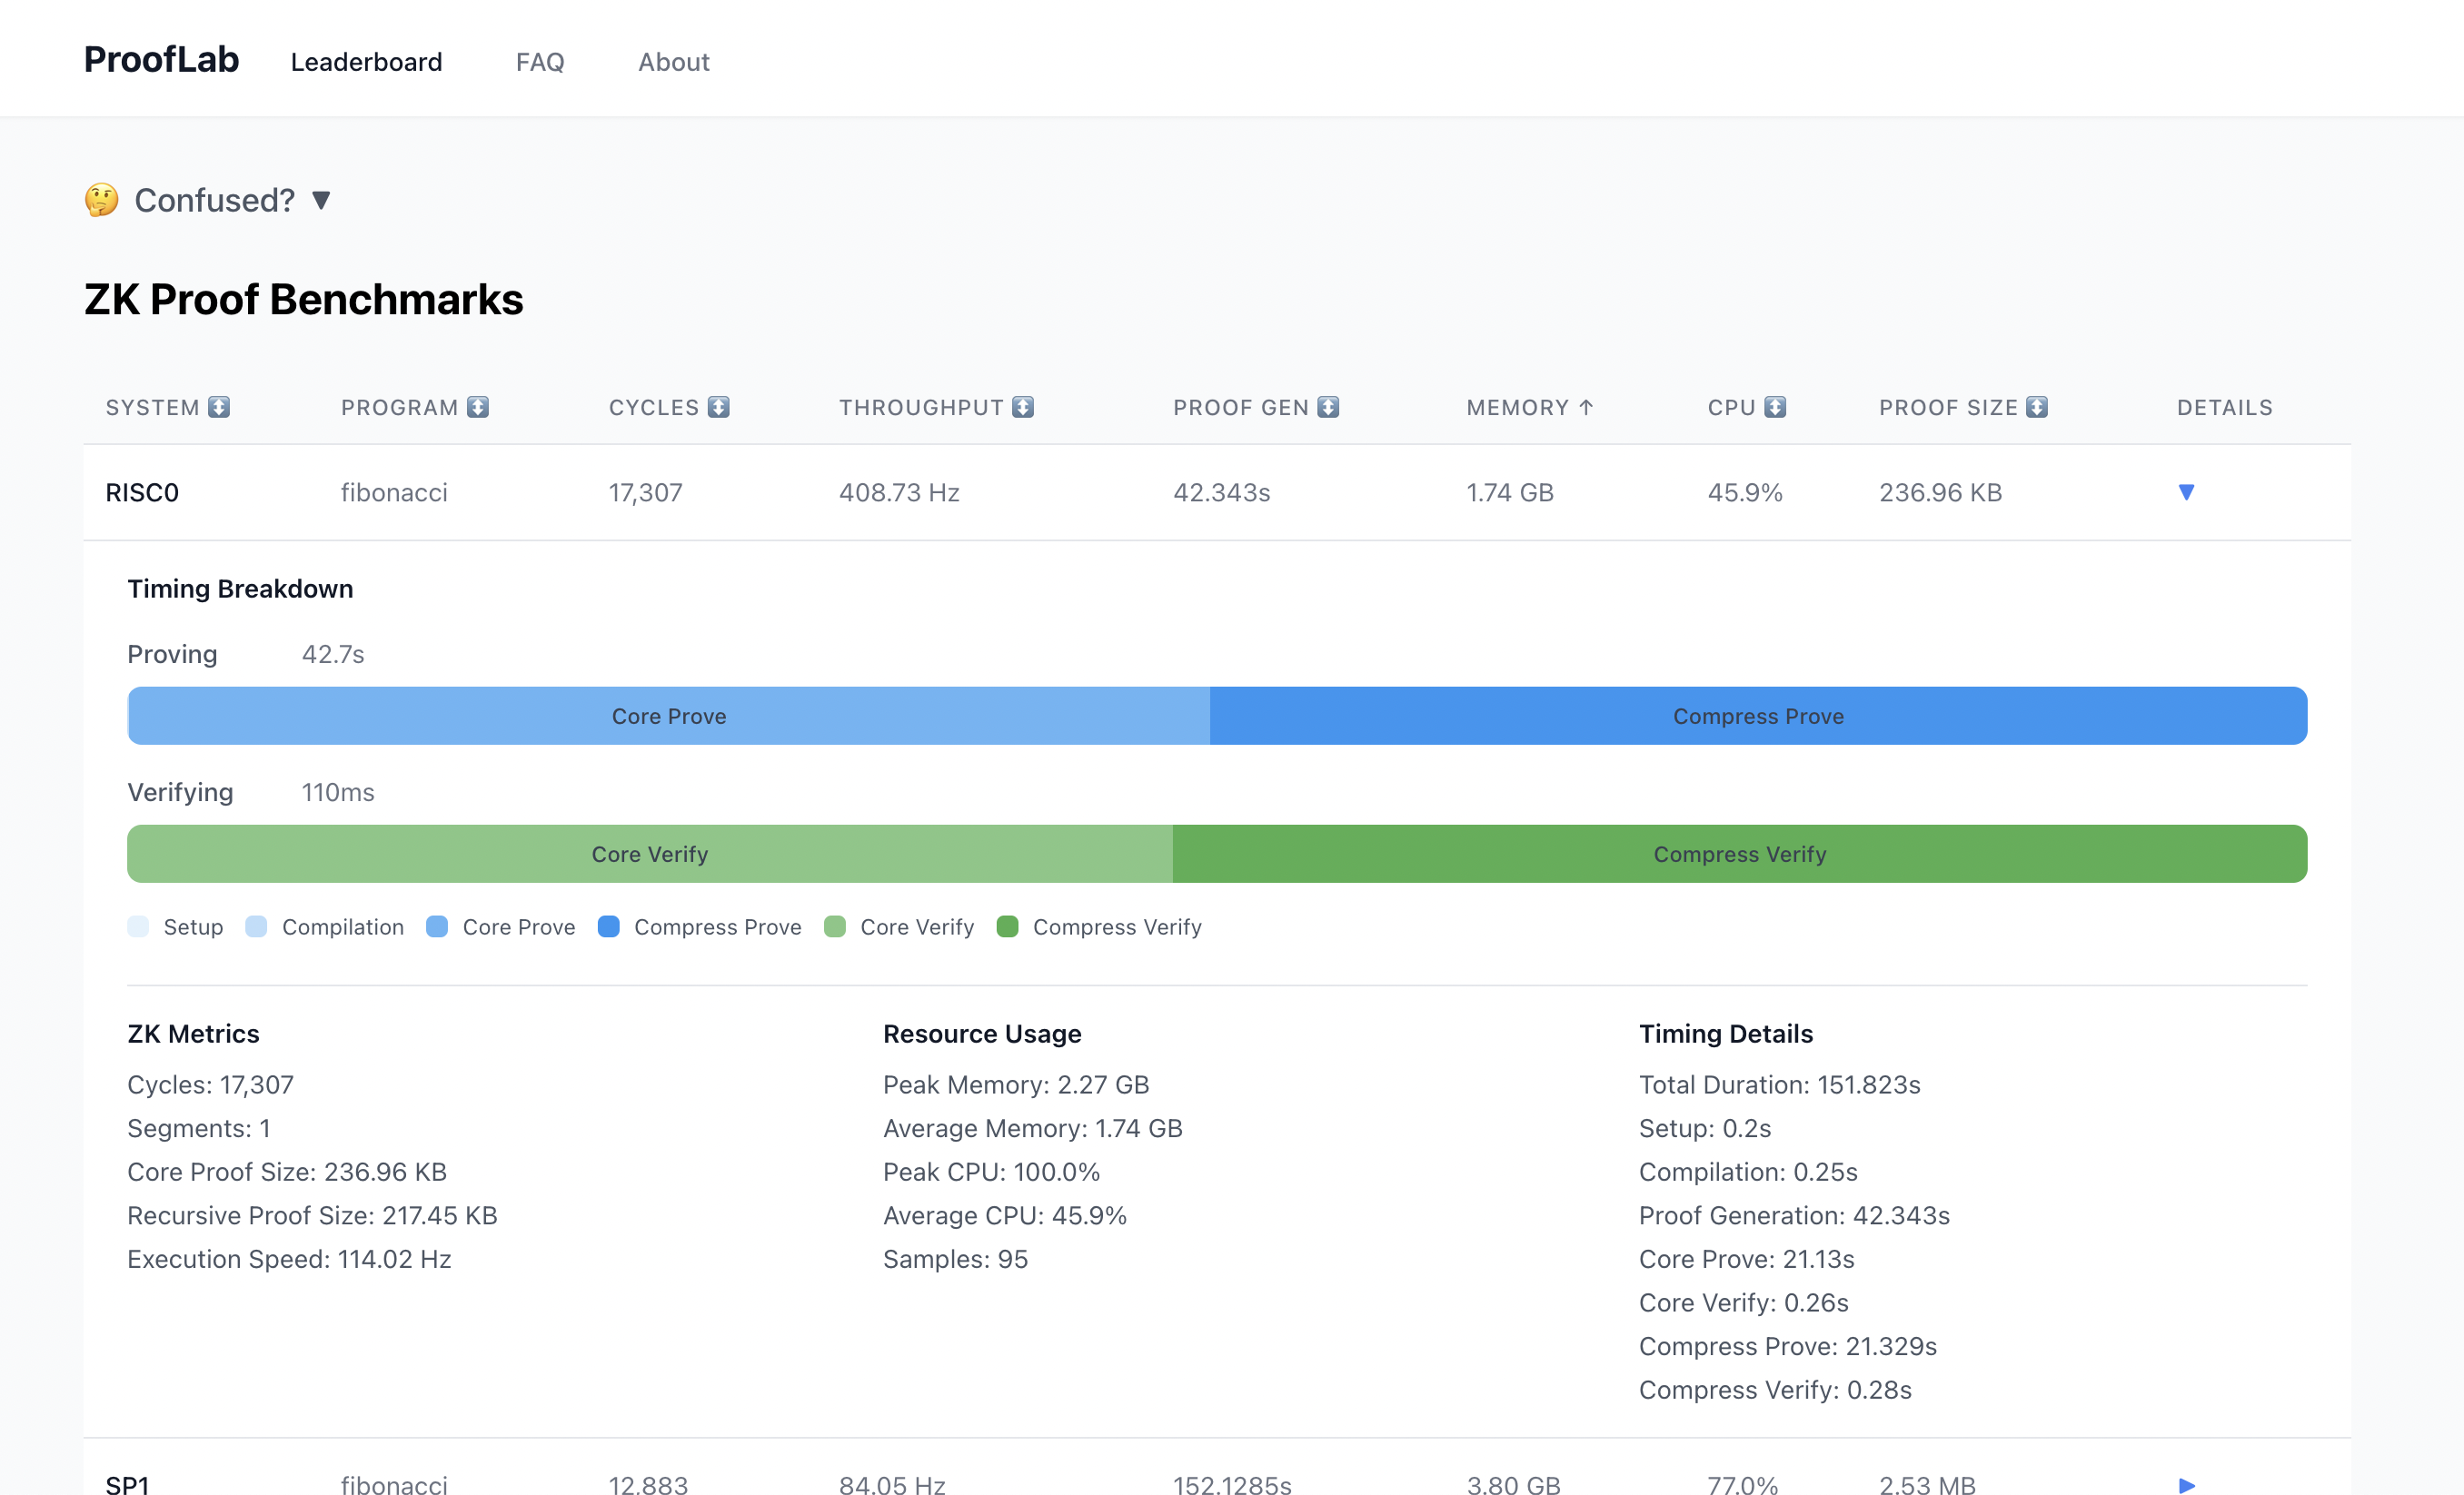 ProofLab Leaderboard FAQ About
🤔 Confused? ▼
ZK Proof Benchmarks
SYSTEM ↕️ PROGRAM ↕️ CYCLES ↕️ THROUGHPUT ↕️ PROOF GEN ↕️ MEMORY ↑ CPU ↕️ PROOF SIZE ↕️ DETAILS
RISC0 fibonacci 17,307 408.73 Hz 42.343s 1.74 GB 45.9% 236.96 KB ▼
Timing Breakdown
Proving 42.7s
Core Prove Compress Prove
Verifying 110ms
Core Verify Compress Verify
Setup Compilation Core Prove Compress Prove Core Verify Compress Verify
ZK Metrics
Cycles: 17,307
Segments: 1
Core Proof Size: 236.96 KB
Recursive Proof Size: 217.45 KB
Execution Speed: 114.02 Hz
Resource Usage
Peak Memory: 2.27 GB
Average Memory: 1.74 GB
Peak CPU: 100.0%
Average CPU: 45.9%
Samples: 95
Timing Details
Total Duration: 151.823s
Setup: 0.2s
Compilation: 0.25s
Proof Generation: 42.343s
Core Prove: 21.13s
Core Verify: 0.26s
Compress Prove: 21.329s
Compress Verify: 0.28s
SP1 fibonacci 12,883 84.05 Hz 152.1285s 3.80 GB 77.0% 2.53 MB ▶